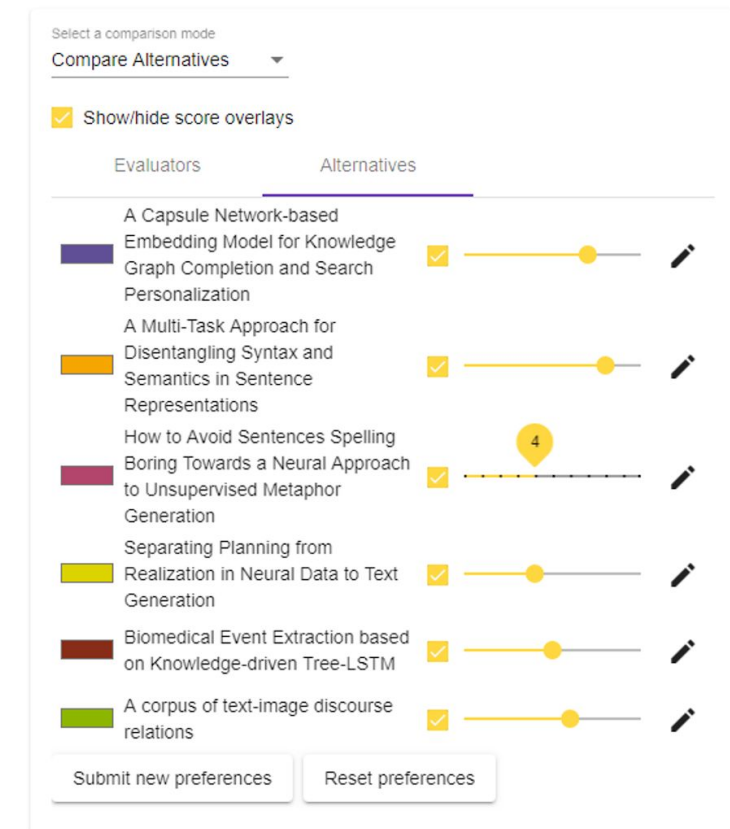 Select a comparison mode
Compare Alternatives
Show/hide score overlays
Evaluators
Alternatives
A Capsule Network-based
Embedding Model for Knowledge
Graph Completion and Search
Personalization
A Multi-Task Approach for
Disentangling Syntax and
Semantics in Sentence
Representations
How to Avoid Sentences Spelling
Boring Towards a Neural Approach
to Unsupervised Metaphor
Generation
4
Separating Planning from
Realization in Neural Data to Text
Generation
Biomedical Event Extraction based
on Knowledge-driven Tree-LSTM
A corpus of text-image discourse
relations
Submit new preferences
Reset preferences